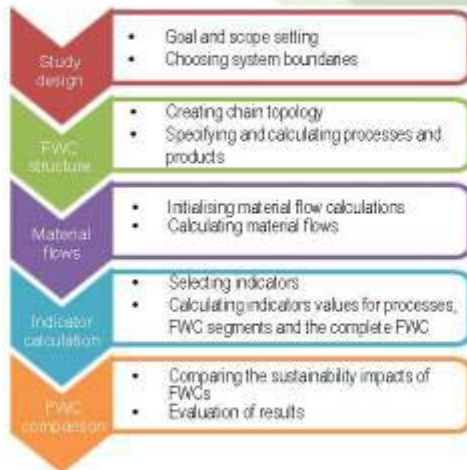 Study
design
• Goal and scope setting
• Choosing system boundaries
FWC
structure
• Creating chain topology
• Specifying and calculating processes and
products
Material
flows
• Initialising material flow calculations
• Calculating material flows
Indicator
calculation
• Selecting indicators
• Calculating indicators values for processes,
FWC segments and the complete FWC
FWC
comparison
• Comparing the sustainability impacts of
FWCs
• Evaluation of results